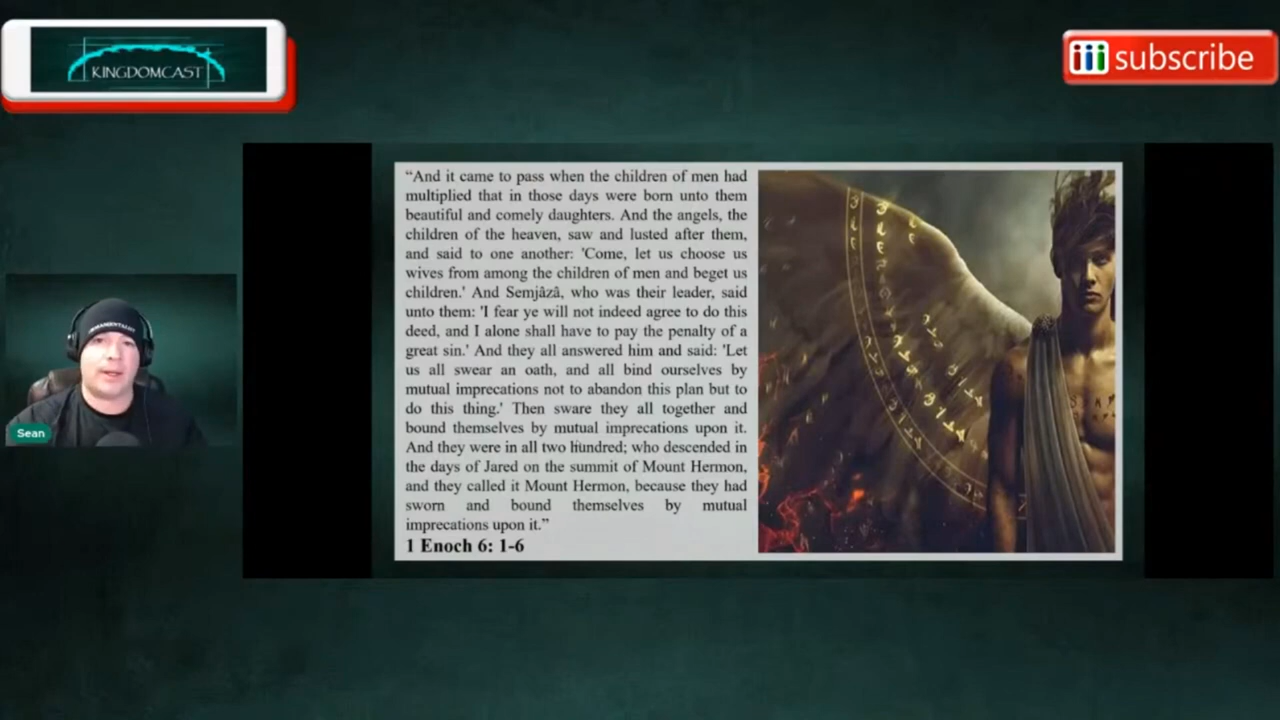 KINGDOMCAST
subscribe
“And it came to pass when the children of men had
multiplied that in those days were born unto them
beautiful and comely daughters. And the angels, the
children of the heaven, saw and lusted after them,
and said to one another: 'Come, let us choose us
wives from among the children of men and beget us
children.' And Semjâzâ, who was their leader, said
unto them: 'I fear ye will not indeed agree to do this
deed, and I alone shall have to pay the penalty of a
great sin.' And they all answered him and said: 'Let
us all swear an oath, and all bind ourselves by
mutual imprecations not to abandon this plan but to
do this thing.' Then sware they all together and
bound themselves by mutual imprecations upon it.
And they were in all two hundred; who descended in
the days of Jared on the summit of Mount Hermon,
and they called it Mount Hermon, because they had
sworn and bound themselves by mutual
imprecations upon it.”
1 Enoch 6: 1-6
Sean